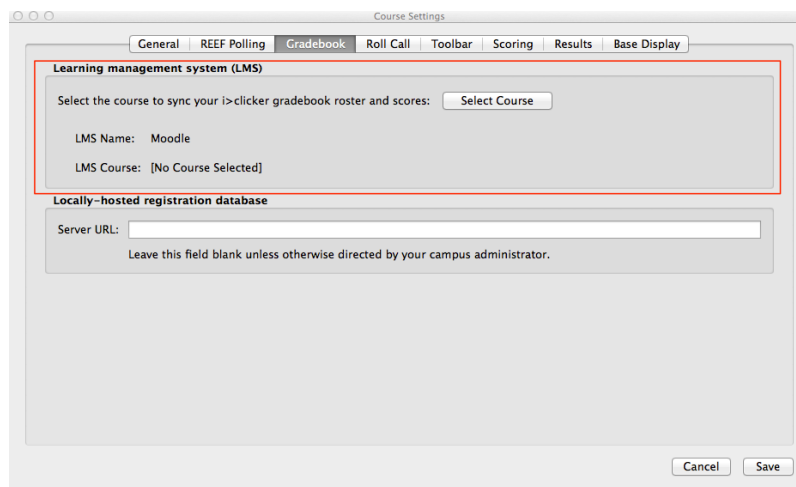 Course Settings
General REEF Polling Gradebook Roll Call Toolbar Scoring Results Base Display
Learning management system (LMS)
Select the course to sync your i>clicker gradebook roster and scores: Select Course
LMS Name: Moodle
LMS Course: [No Course Selected]
Locally-hosted registration database
Server URL:
Leave this field blank unless otherwise directed by your campus administrator.
Cancel Save